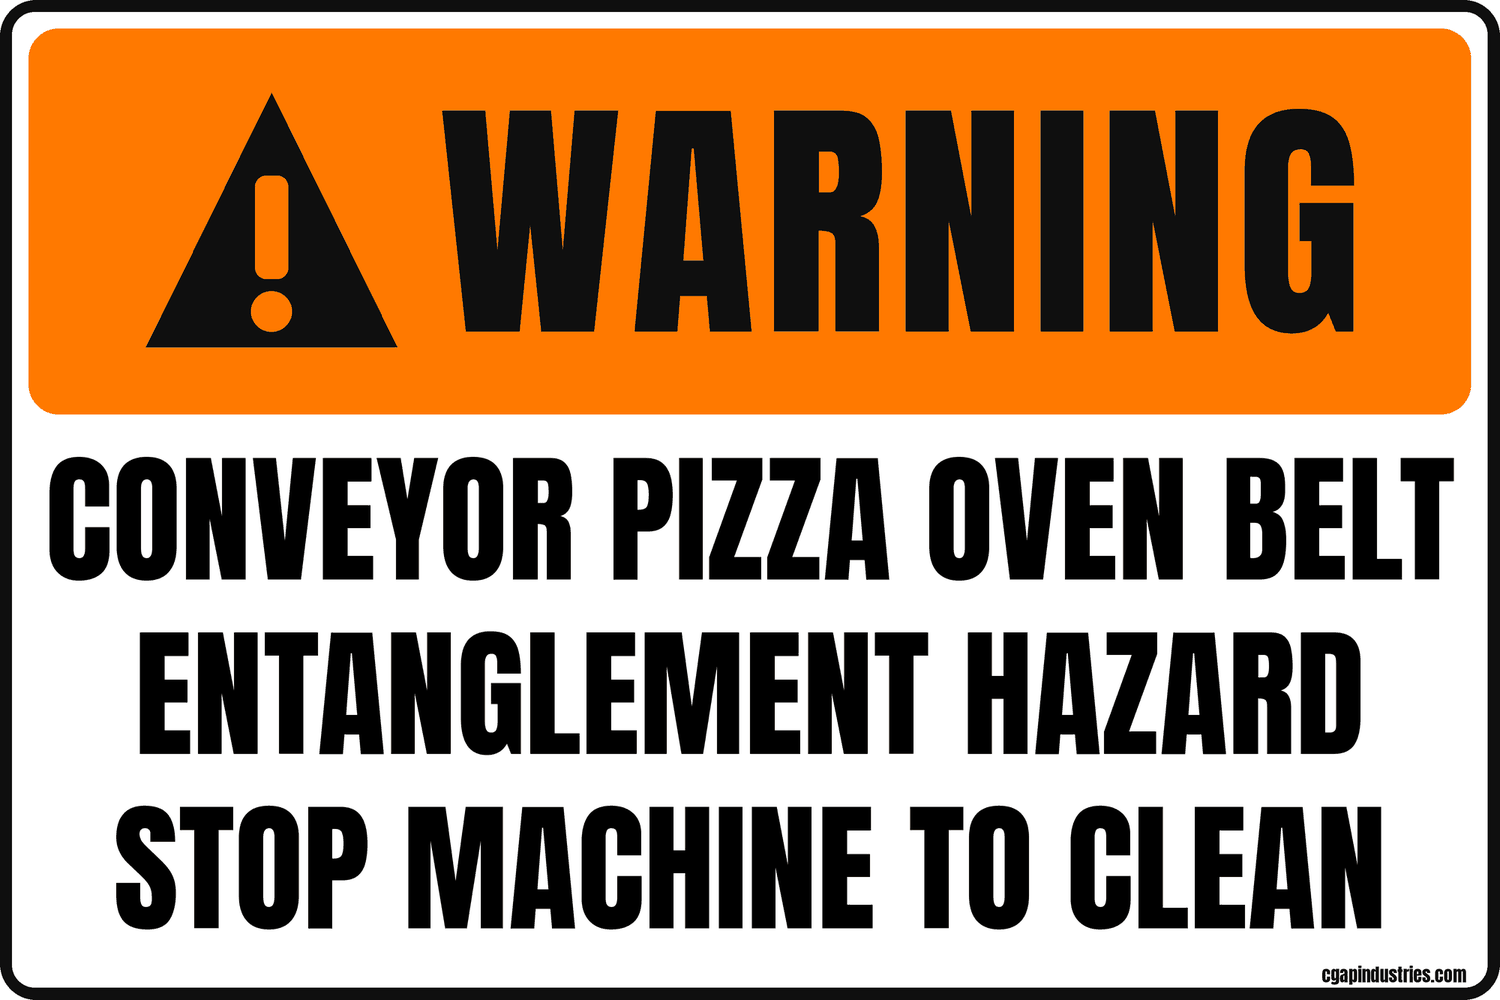 WARNING
CONVEYOR PIZZA OVEN BELT
ENTANGLEMENT HAZARD
STOP MACHINE TO CLEAN
cgapindustries.com